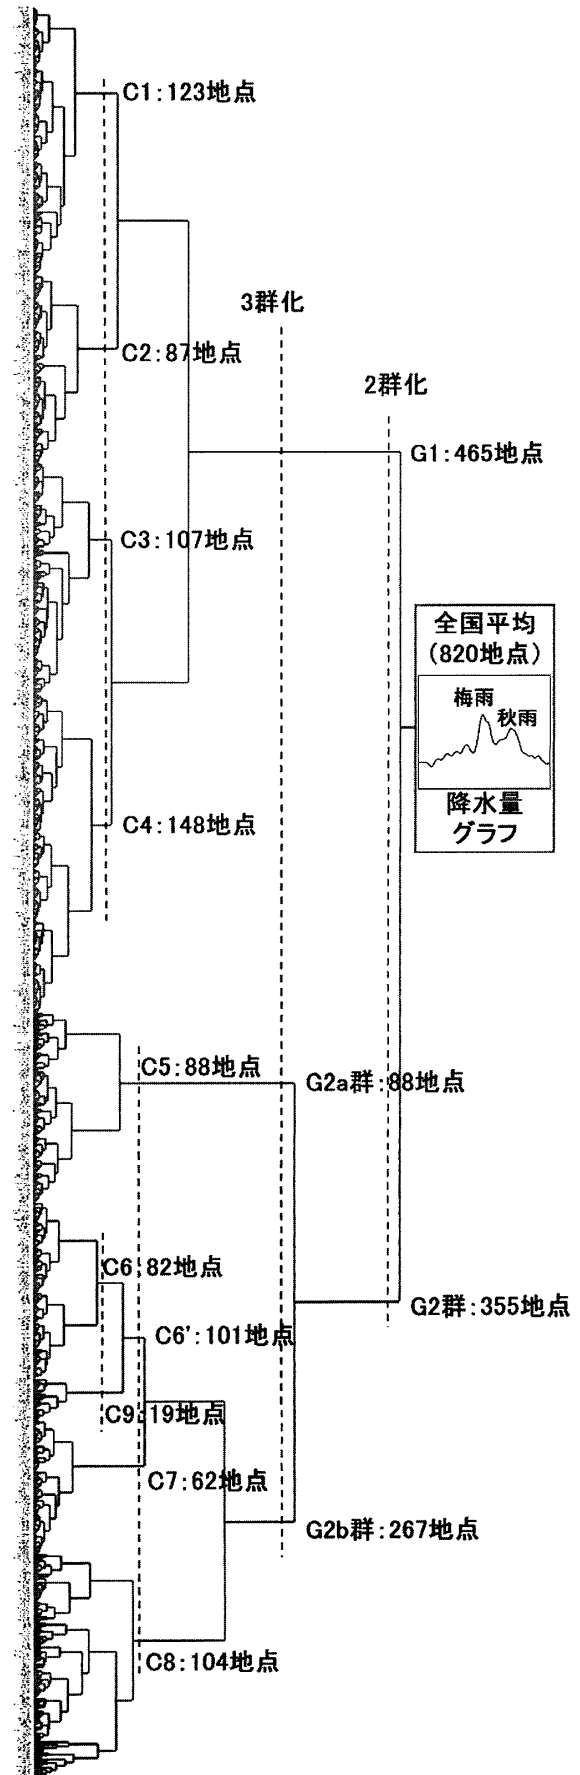 C1:123地点
3群化
C2:87地点
2群化
G1:465地点
C3:107地点
全国平均
(820地点)
梅雨
秋雨
降水量
グラフ
C4:148地点
C5:88地点
G2a群:88地点
C6:82地点
G2群:355地点
C6':101地点
C9:19地点
C7:62地点
G2b群:267地点
C8:104地点